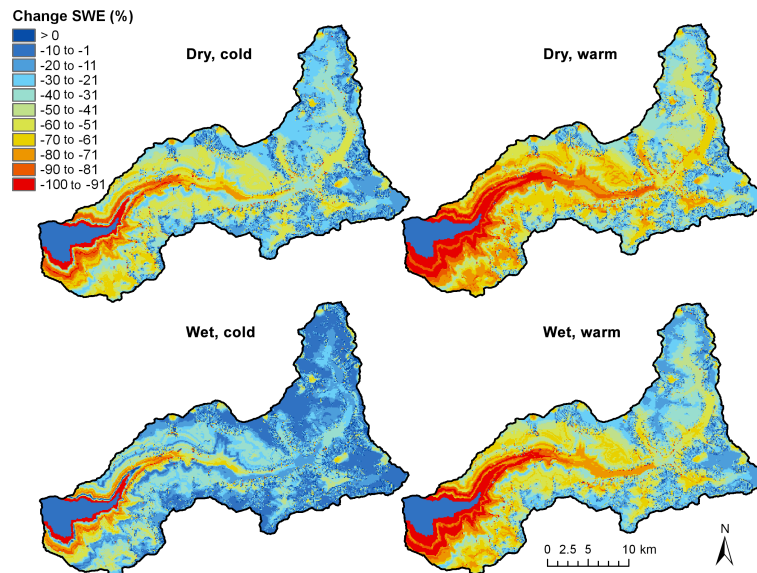 Change SWE (%)
> 0
-10 to -1
-20 to -11
-30 to -21
-40 to -31
-50 to -41
-60 to -51
-70 to -61
-80 to -71
-90 to -81
-100 to -91
Dry, cold
Dry, warm
Wet, cold
Wet, warm
0 2.5 5 10 km
N